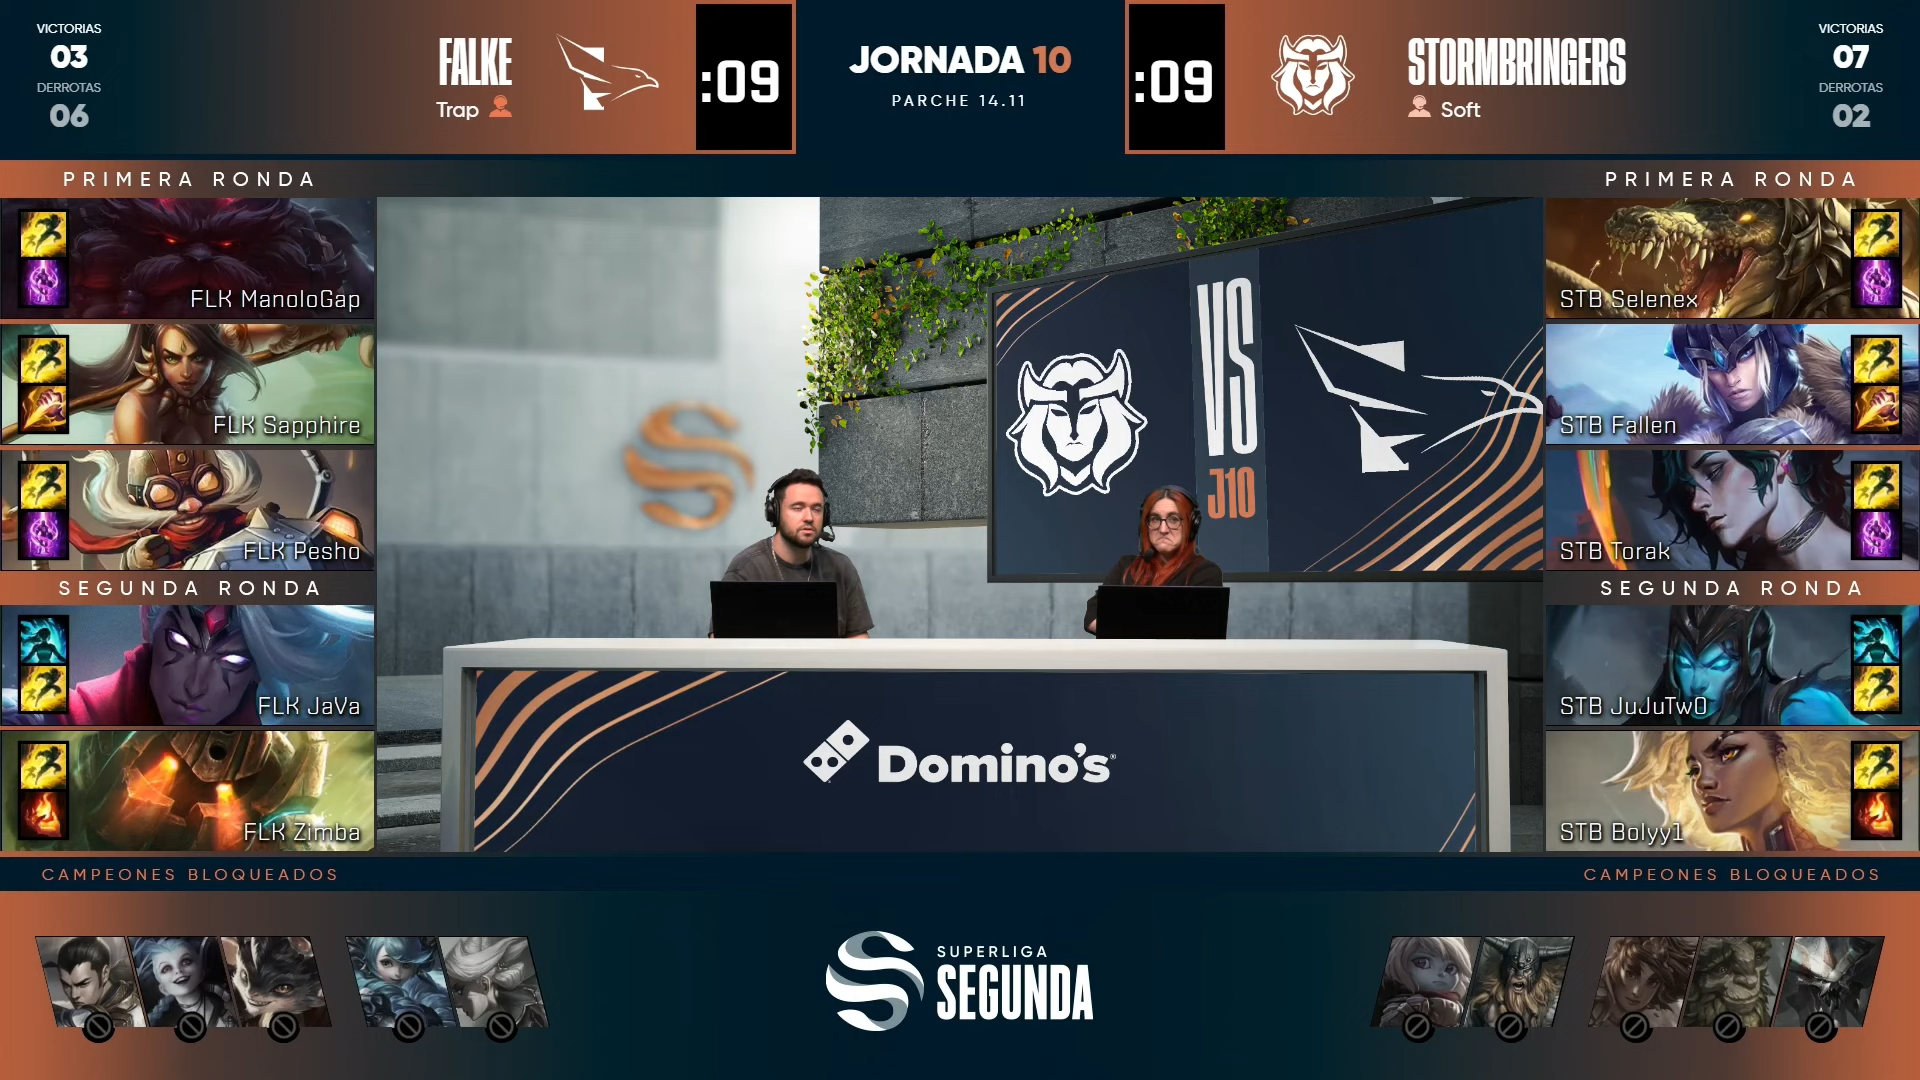 VICTORIAS
03
DERROTAS
06
FALKE
Trap
:09
JORNADA 10
PARCHE 14.11
:09
STORMBRINGERS
Soft
VICTORIAS
07
DERROTAS
02
PRIMERA RONDA
FLK ManoloGap
FLK Sapphire
FLK Pesho
SEGUNDA RONDA
FLK JaVa
FLK Zimba
CAMPEONES BLOQUEADOS
VS
J10
Domino's
PRIMERA RONDA
STB Selenex
STB Fallen
STB Torak
SEGUNDA RONDA
STB JuJuTw0
STB Bolyy1
CAMPEONES BLOQUEADOS
SUPERLIGA
SEGUNDA